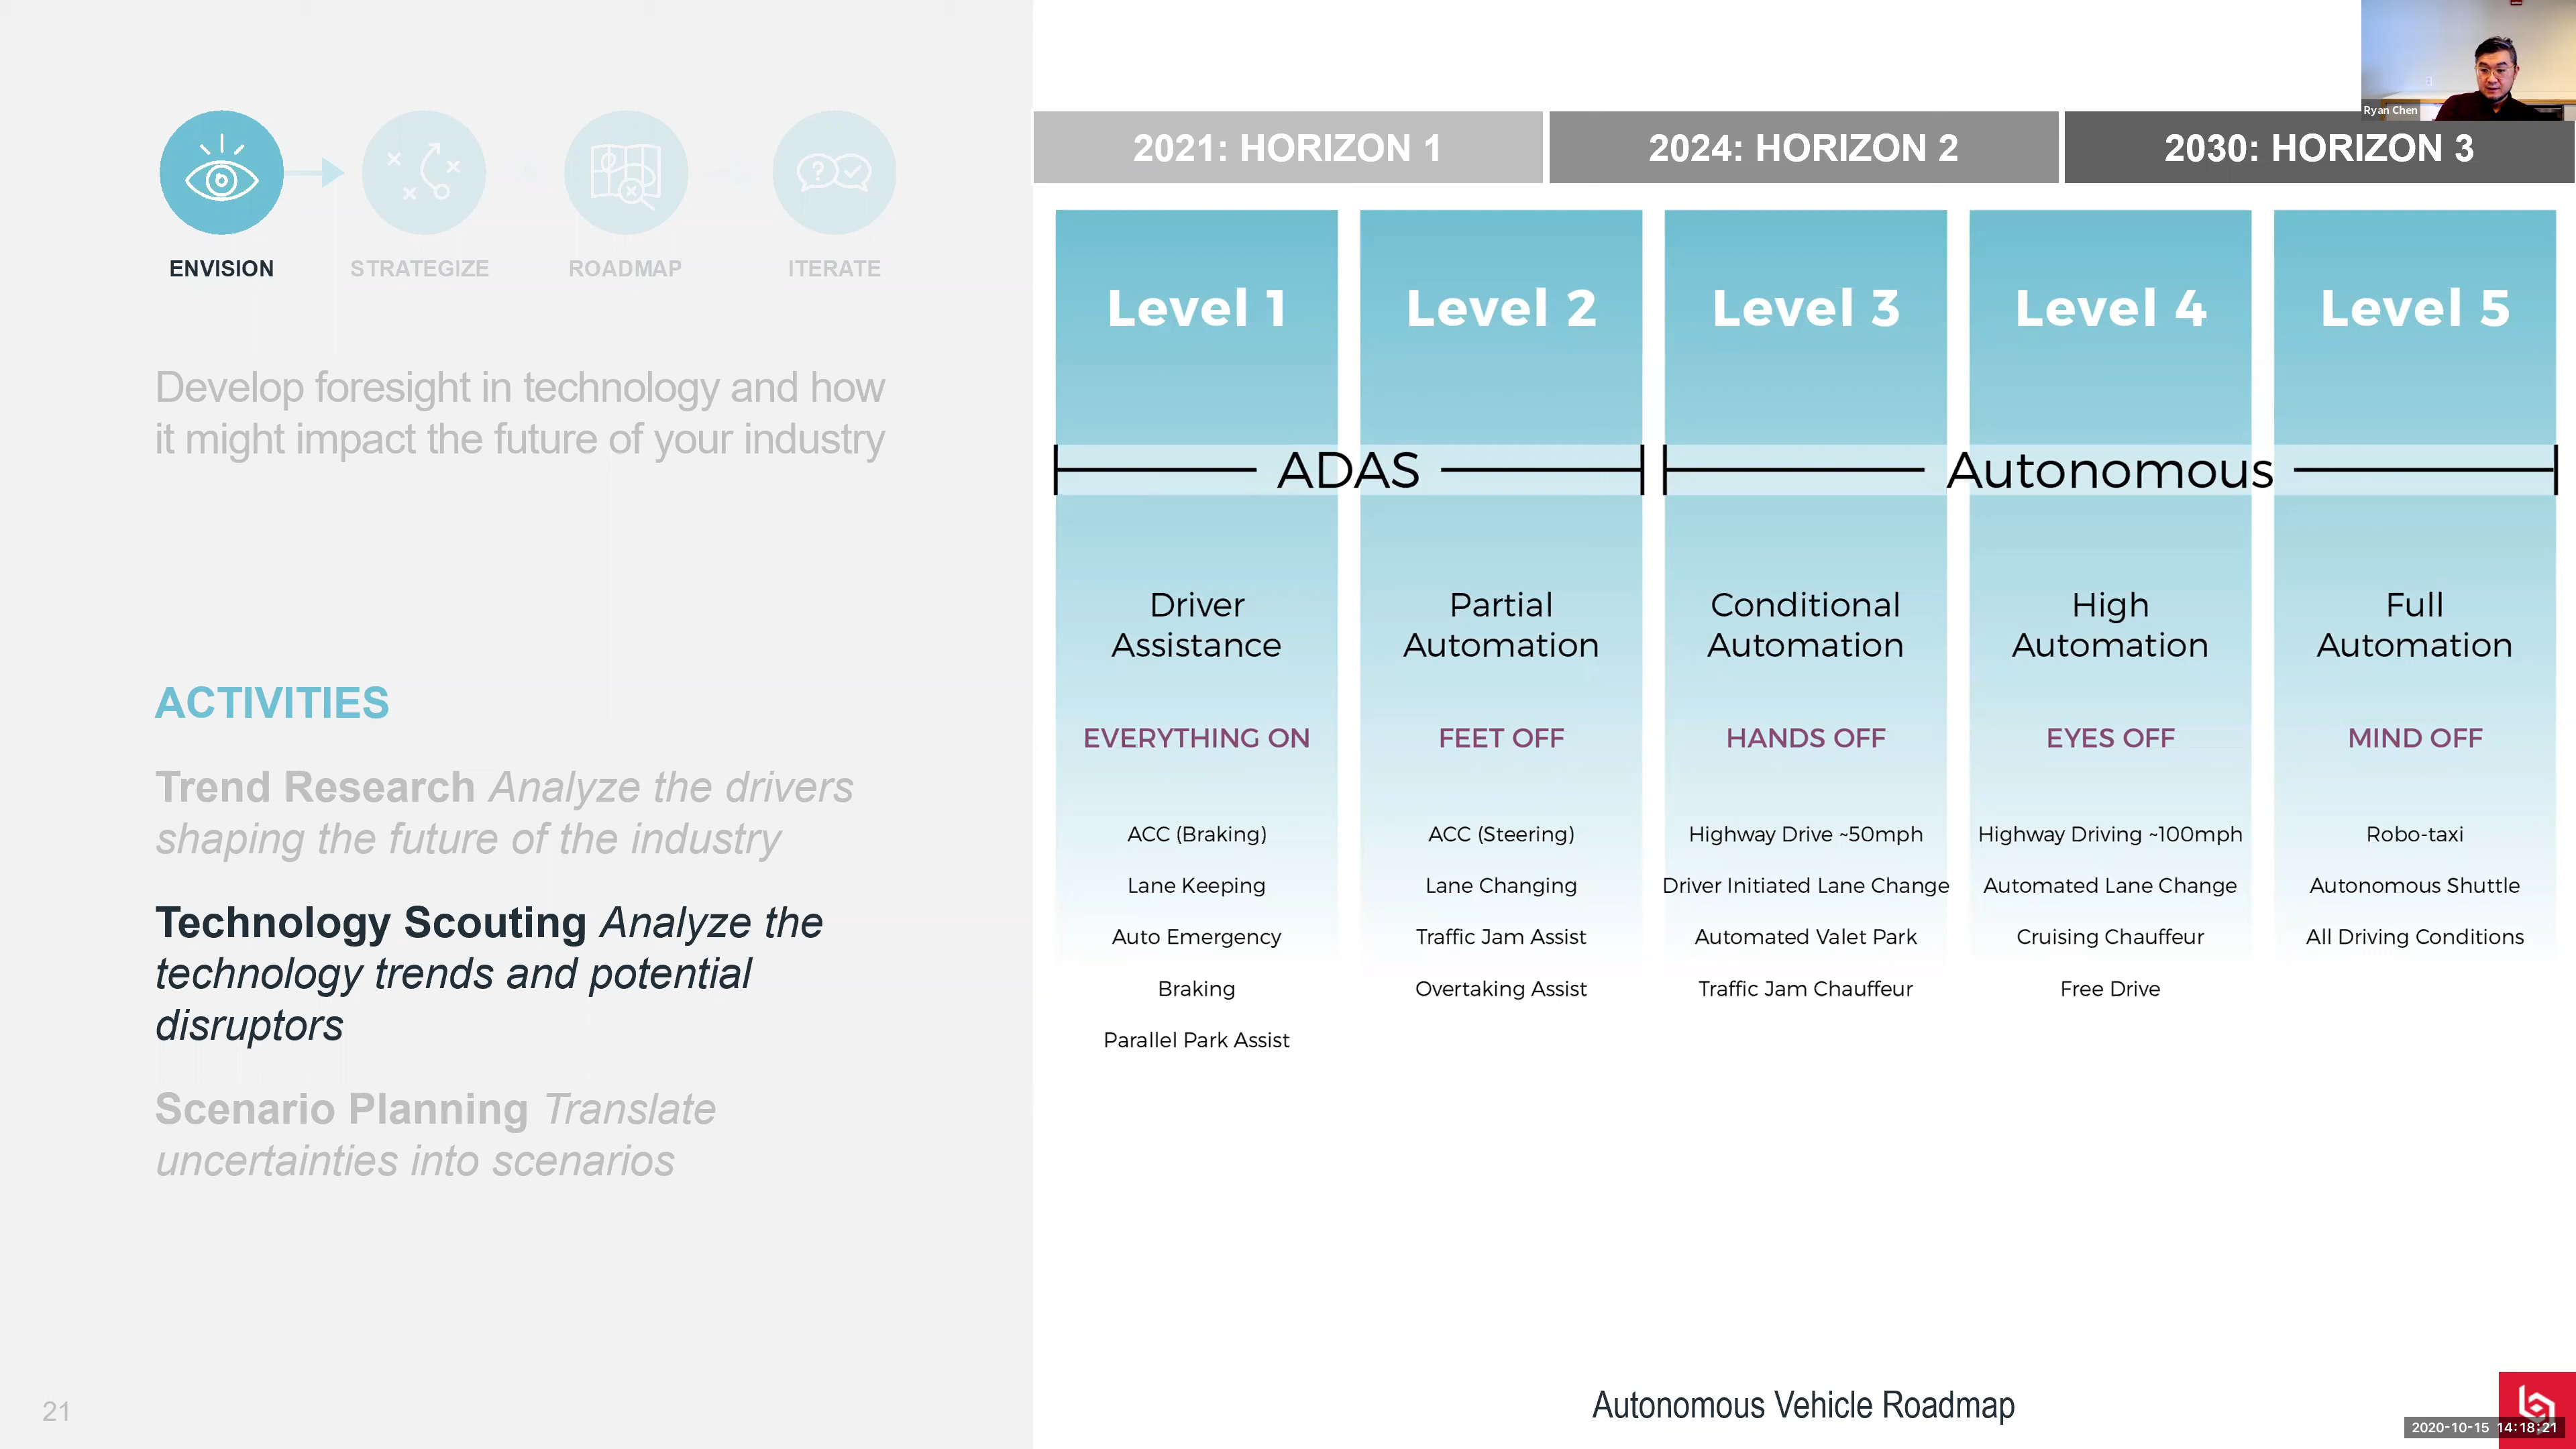 Ryan Chen
ENVISION
STRATEGIZE
ROADMAP
ITERATE
Develop foresight in technology and how
it might impact the future of your industry
ACTIVITIES
Trend Research Analyze the drivers
shaping the future of the industry
Technology Scouting Analyze the
technology trends and potential
disruptors
Scenario Planning Translate
uncertainties into scenarios
21
2021: HORIZON 1
2024: HORIZON 2
2030: HORIZON 3
Level 1
Level 2
Level 3
Level 4
Level 5
ADAS
Autonomous
Driver
Assistance
EVERYTHING ON
ACC (Braking)
Lane Keeping
Auto Emergency
Braking
Parallel Park Assist
Partial
Automation
FEET OFF
ACC (Steering)
Lane Changing
Traffic Jam Assist
Overtaking Assist
Conditional
Automation
HANDS OFF
Highway Drive ~50mph
Driver Initiated Lane Change
Automated Valet Park
Traffic Jam Chauffeur
High
Automation
EYES OFF
Highway Driving ~100mph
Automated Lane Change
Cruising Chauffeur
Free Drive
Full
Automation
MIND OFF
Robo-taxi
Autonomous Shuttle
All Driving Conditions
Autonomous Vehicle Roadmap
2020-10-15 14:18:21